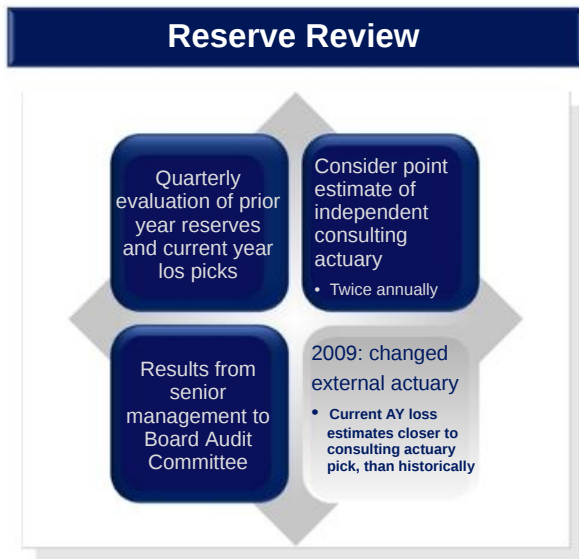 Reserve Review
Quarterly
evaluation of prior
year reserves
and current year
los picks
Consider point
estimate of
independent
consulting
actuary
• Twice annually
Results from
senior
management to
Board Audit
Committee
2009: changed
external actuary
• Current AY loss
estimates closer to
consulting actuary
pick, than historically